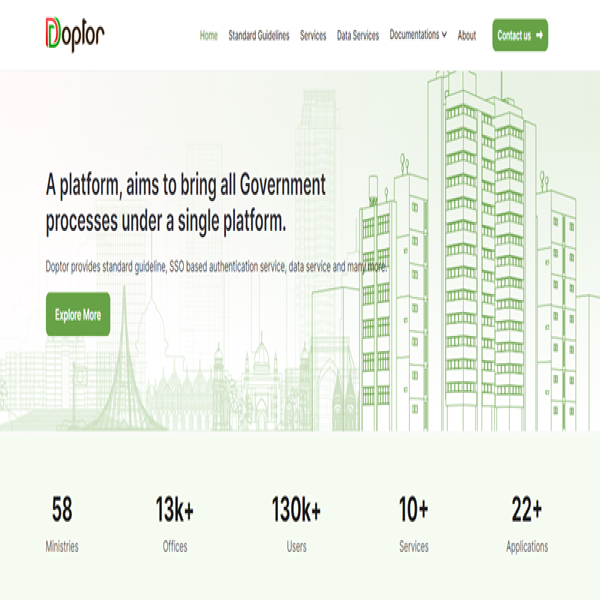 Doptor
Home Standard Guidelines Services Data Services Documentations About Contact us
A platform, aims to bring all Government
processes under a single platform.
Doptor provides standard guideline, SSO based authentication service, data service and many more.
Explore More
58 13k+ 130k+ 10+ 22+
Ministries Offices Users Services Applications